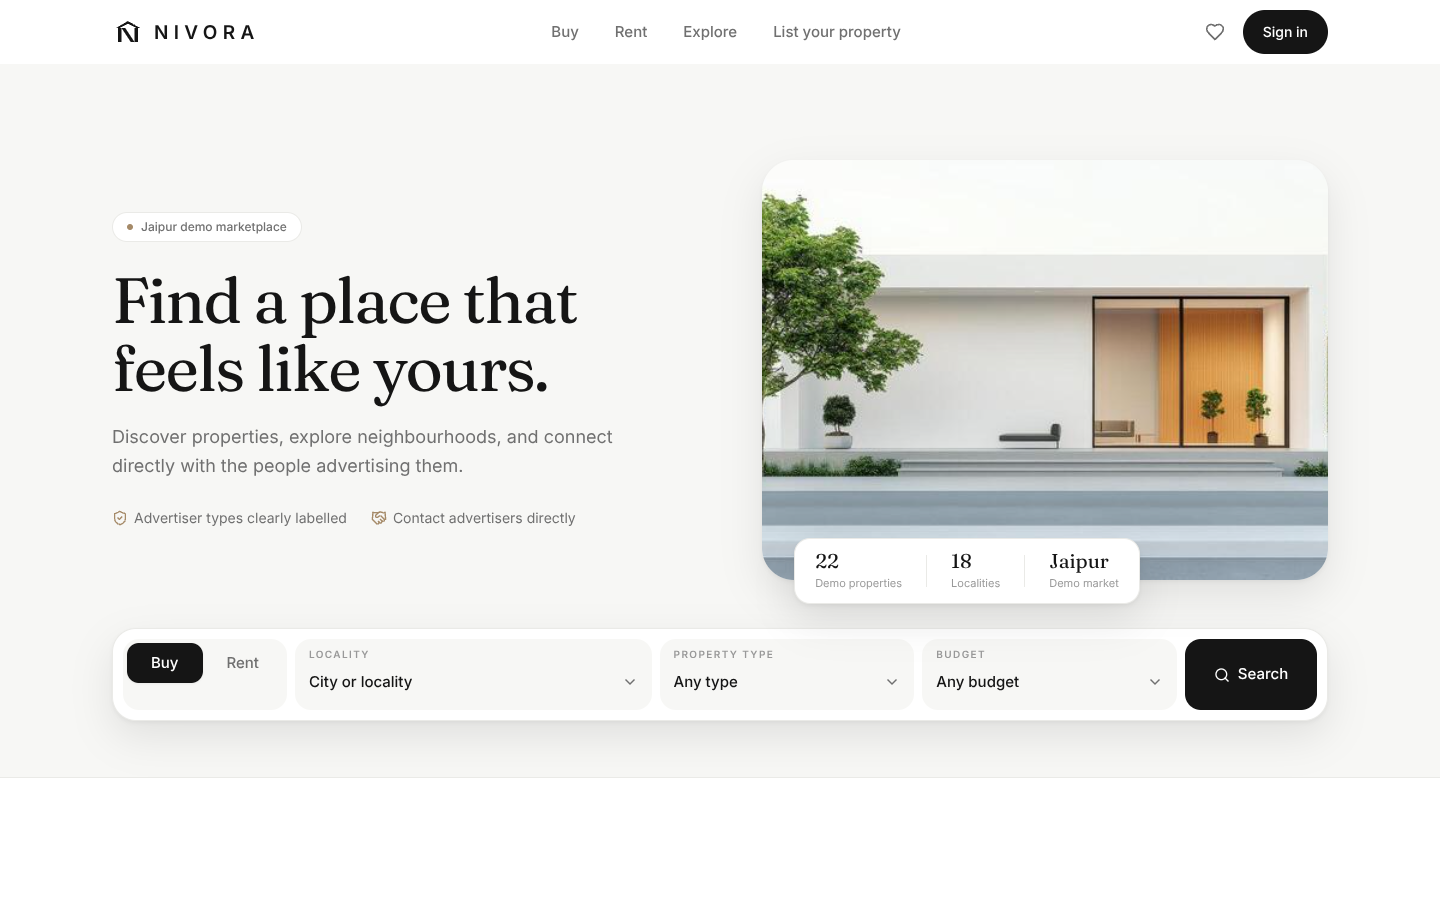 NIVORA
Buy
Rent
Explore
List your property
Sign in
Jaipur demo marketplace
Find a place that
feels like yours.
Discover properties, explore neighbourhoods, and connect
directly with the people advertising them.
Advertiser types clearly labelled
Contact advertisers directly
22
Demo properties
18
Localities
Jaipur
Demo market
Buy
Rent
LOCALITY
City or locality
PROPERTY TYPE
Any type
BUDGET
Any budget
Search